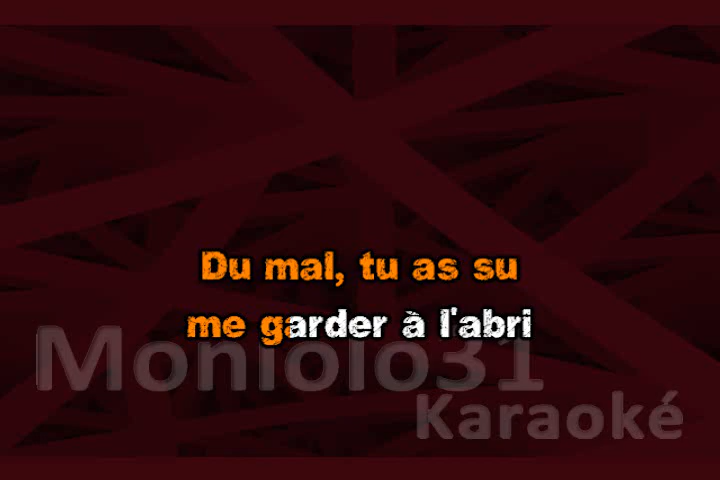 Du mal, tu as su
me garder à l'abri
Moniolo31
Karaoké